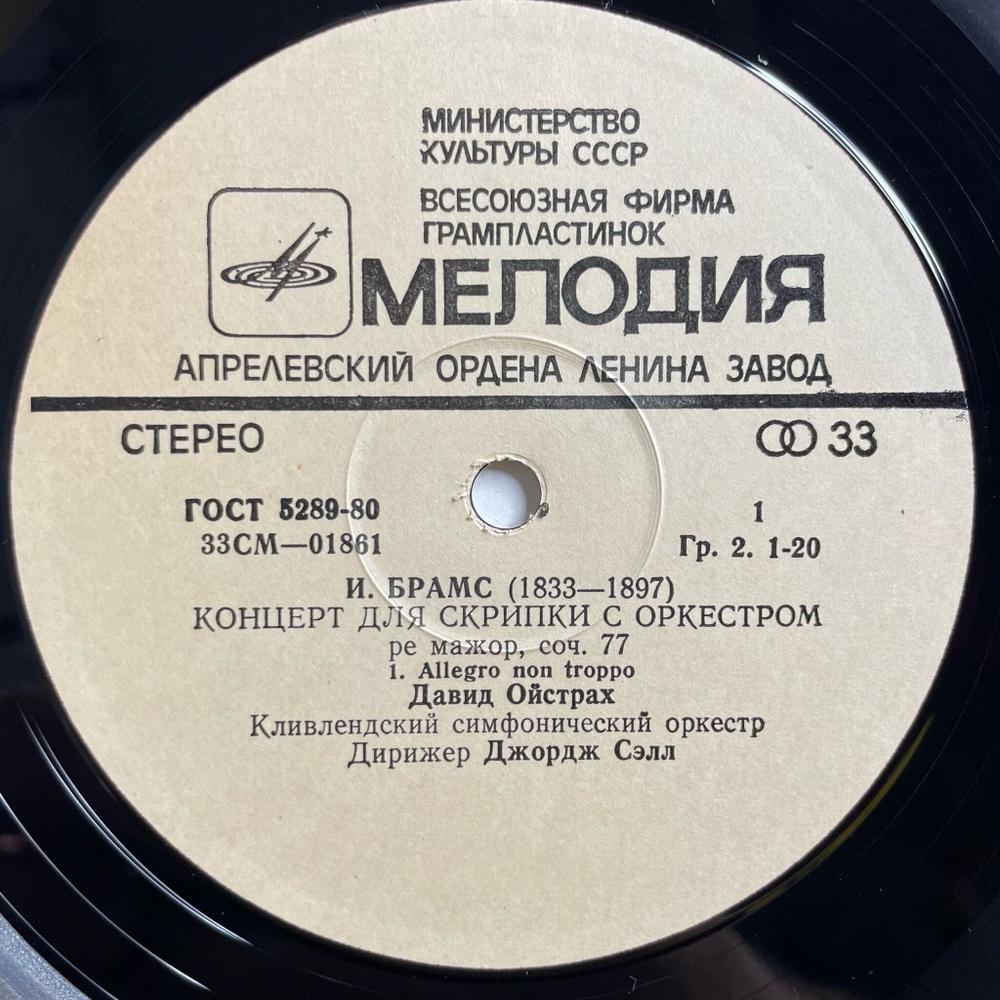 МИНИСТЕРСТВО
КУЛЬТУРЫ СССР
ВСЕСОЮЗНАЯ ФИРМА
ГРАМПЛАСТИНОК
МЕЛОДИЯ
АПРЕЛЕВСКИЙ ОРДЕНА ЛЕНИНА ЗАВОД
СТЕРЕО 33
ГОСТ 5289-80 1
33СМ—01861 Гр. 2. 1-20
И. БРАМС (1833—1897)
КОНЦЕРТ ДЛЯ СКРИПКИ С ОРКЕСТРОМ
ре мажор, соч. 77
1. Allegro non troppo
Давид Ойстрах
Кливлендский симфонический оркестр
Дирижер Джордж Сэлл